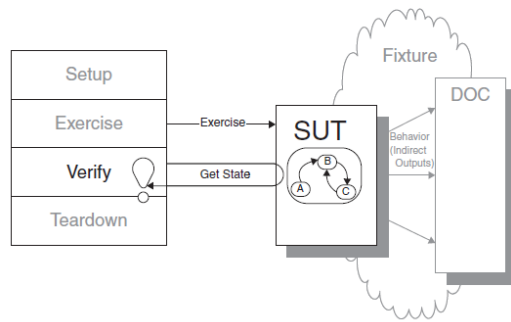 Setup
Exercise
Verify
Teardown
Exercise
Get State
SUT
A
B
C
Fixture
Behavior
(Indirect
Outputs)
DOC